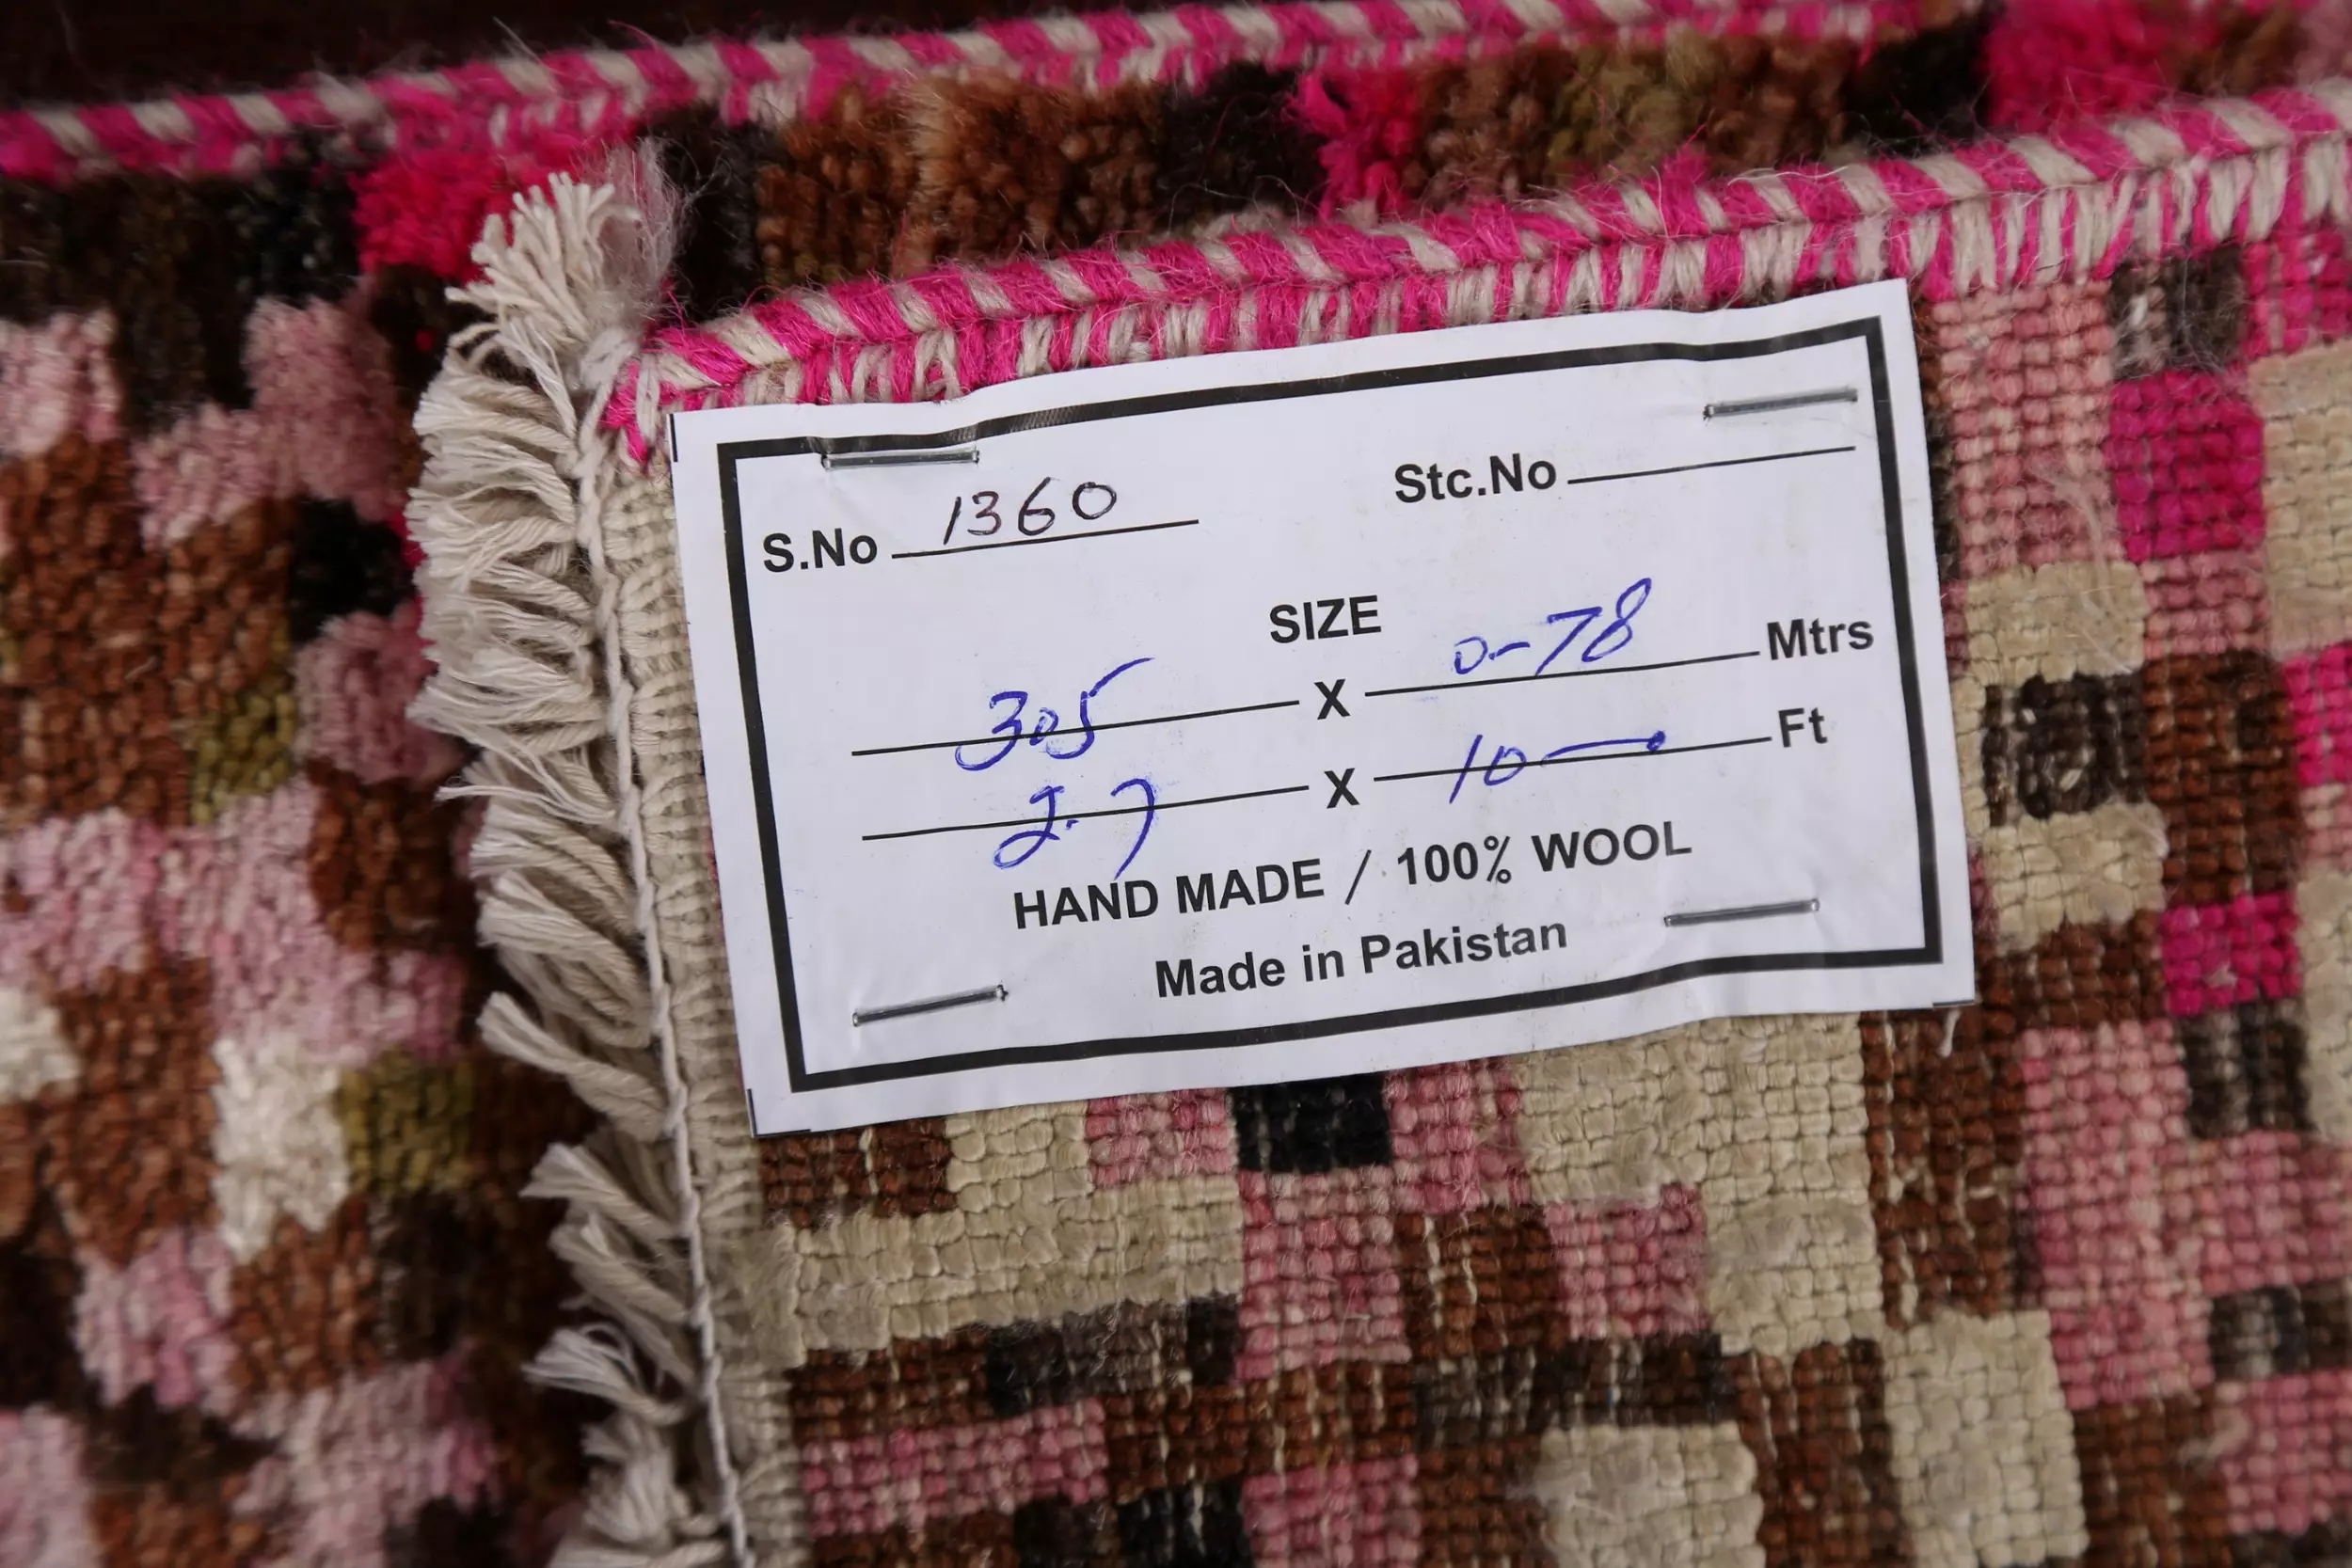 S.No 1360 Stc.No
SIZE
305 X 0-78 Mtrs
2.7 X 10 — Ft
HAND MADE / 100% WOOL
Made in Pakistan